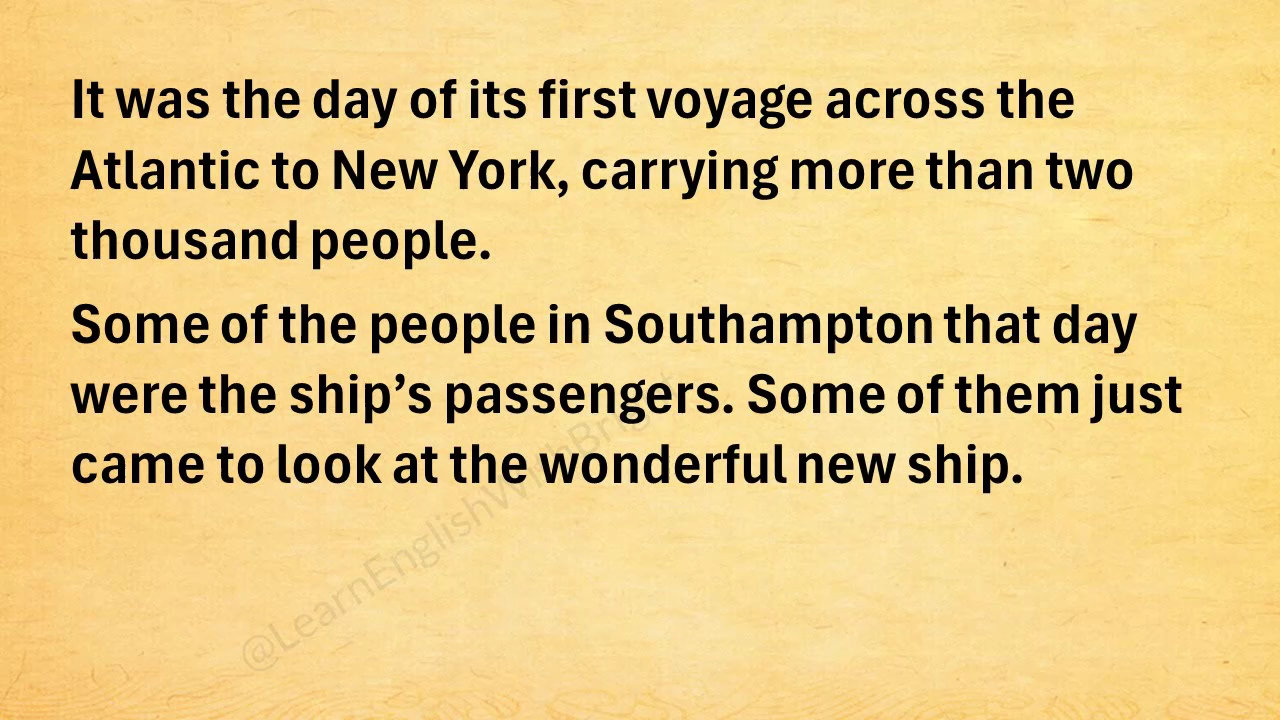 It was the day of its first voyage across the
Atlantic to New York, carrying more than two
thousand people.
Some of the people in Southampton that day
were the ship’s passengers. Some of them just
came to look at the wonderful new ship.